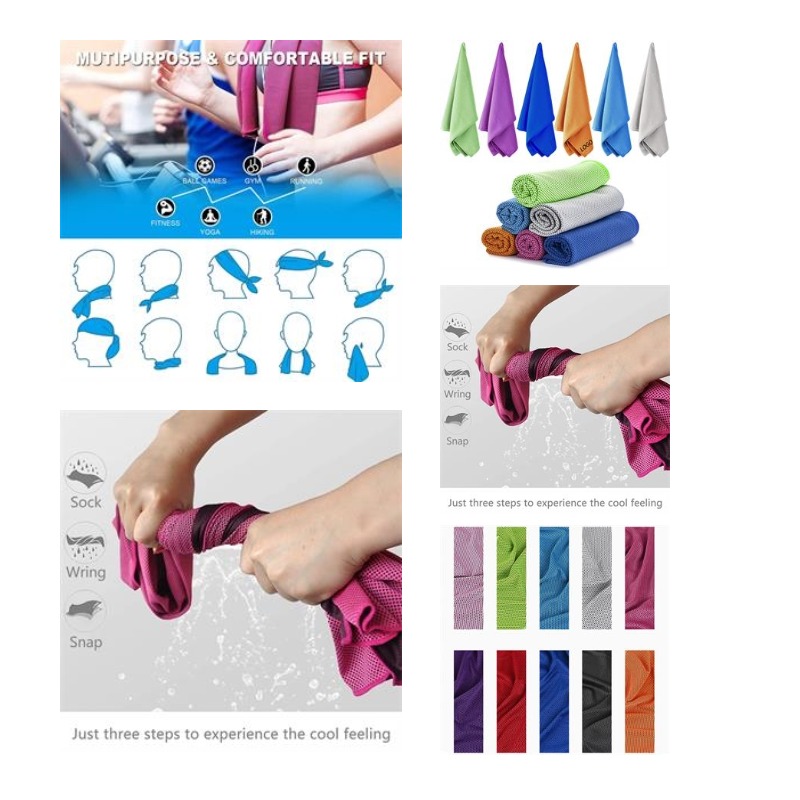 MUTIPURPOSE & COMFORTABLE FIT
BALL GAMES
GYM
RUNNING
FITNESS
YOGA
HIKING
LOGO
Sock
Wring
Snap
Just three steps to experience the cool feeling
Sock
Wring
Snap
Just three steps to experience the cool feeling